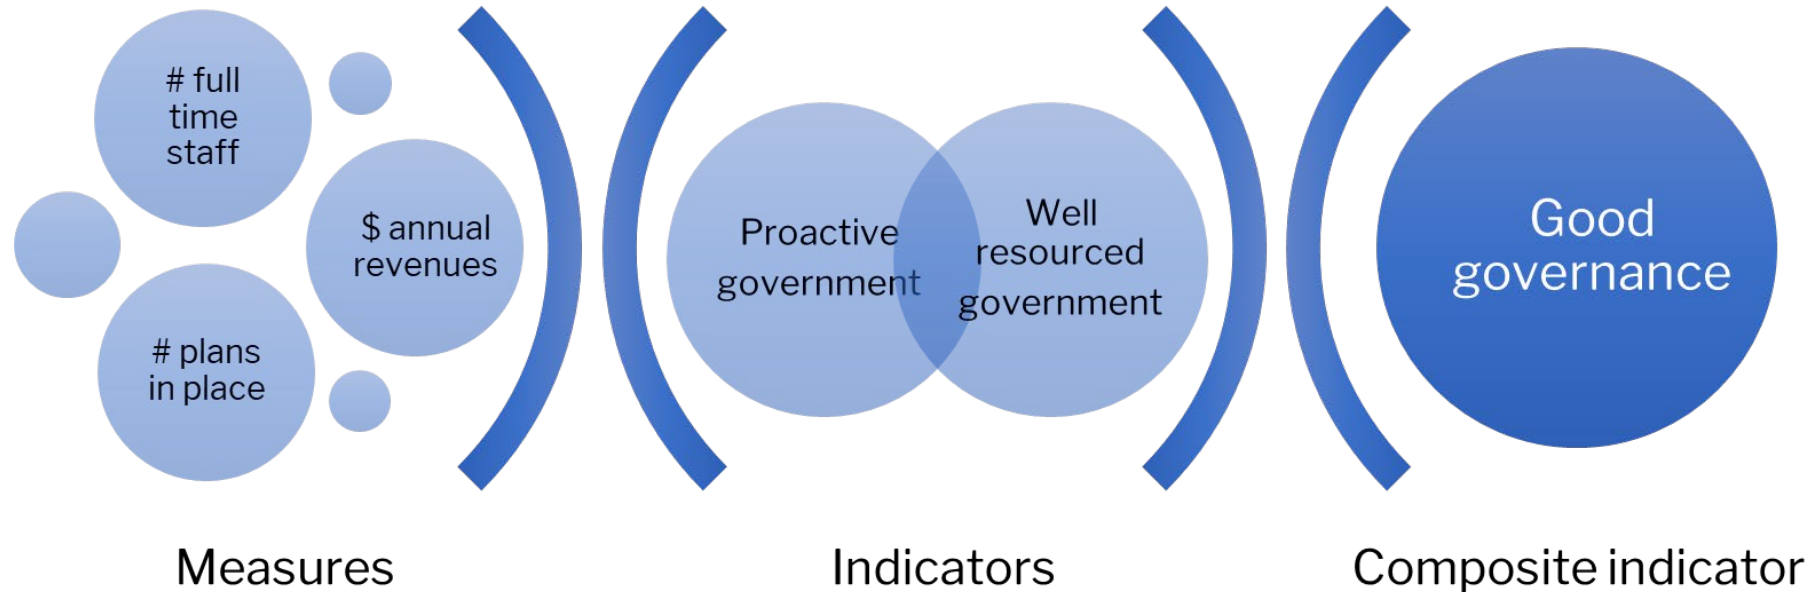 # full
time
staff
$ annual
revenues
# plans
in place
Proactive
government
Well
resourced
government
Good
governance
Measures
Indicators
Composite indicator